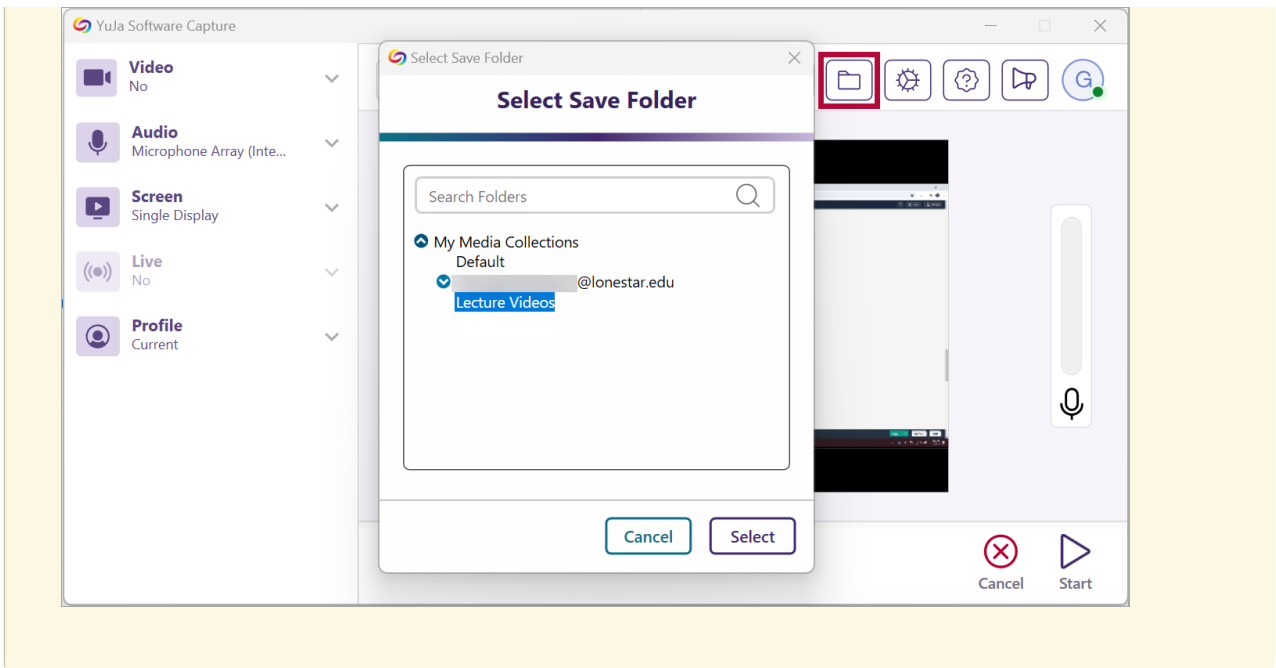 YuJa Software Capture
Video
No
Audio
Microphone Array (Inte...
Screen
Single Display
Live
No
Profile
Current
Select Save Folder
Select Save Folder
Search Folders
My Media Collections
Default
@lonestar.edu
Lecture Videos
Cancel
Select
G
Cancel
Start